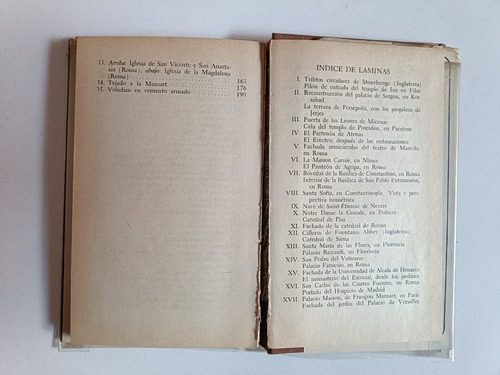 33. Arriba: Iglesia de San Vicente y San Anasta-
sio (Roma); abajo: Iglesia de la Magdalena
(Roma) 163
34. Tejado a la Mansart 176
35. Voladizo en cemento armado 199
INDICE DE LAMINAS
I. Trilitos circulares de Stonehenge (Inglaterra)
Pilón de entrada del templo de Isis en Filae
II. Reconstrucción del palacio de Sargón, en Kor-
sabad
La terraza de Persépolis, con los propileos de
Jerjes
III. Puerta de los Leones de Micenas
Cela del templo de Poseidón, en Paestum
IV. El Partenón de Atenas
El Erecteo; después de las restauraciones
V. Fachada semicircular del teatro de Marcelo,
en Roma
VI. La Maison Carrée, en Nîmes
El Panteón de Agripa, en Roma
VII. Bóvedas de la Basílica de Constantino, en Roma
Interior de la Basílica de San Pablo Extramuros,
en Roma
VIII. Santa Sofía, en Constantinopla. Vista y pers-
pectiva isométrica
IX. Nave de Saint-Etienne de Nevers
X. Notre Dame la Grande, en Poitiers
Catedral de Pisa
XI. Fachada de la catedral de Reims
XII. Cilleros de Fountains Abbey (Inglaterra)
Catedral de Siena
XIII. Santa María de las Flores, en Florencia
Palacio Riccardi, en Florencia
XIV. San Pedro del Vaticano
Palacio Farnesio, en Roma
XV. Fachada de la Universidad de Alcalá de Henares
El monasterio del Escorial, desde los jardines
XVI. San Carlos de las Cuatro Fuentes, en Roma
Portada del Hospicio de Madrid
XVII. Palacio Maison, de François Mansart, en París
Fachada del jardín del Palacio de Versalles